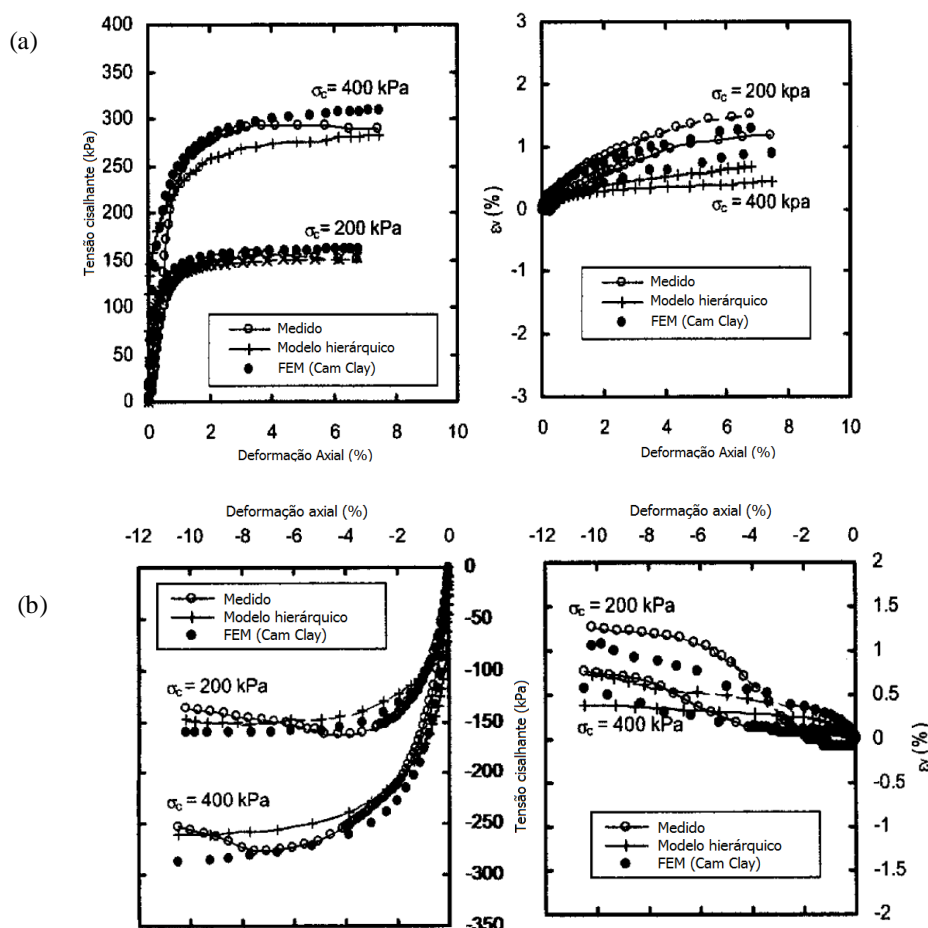 (a)
400
350
300
250
200
150
100
50
0
Tensão cisalhante (kPa)
σc = 400 kPa
σc = 200 kPa
Medido
Modelo hierárquico
FEM (Cam Clay)
0 2 4 6 8 10
Deformação Axial (%)
3
2
1
0
-1
-2
-3
εv (%)
σc = 200 kpa
σc = 400 kpa
Medido
Modelo hierárquico
FEM (Cam Clay)
0 2 4 6 8 10
Deformação Axial (%)
(b)
Deformação axial (%)
-12 -10 -8 -6 -4 -2 0
Medido
Modelo hierárquico
FEM (Cam Clay)
σc = 200 kPa
σc = 400 kPa
0
-50
-100
-150
-200
-250
-300
-350
Tensão cisalhante (kPa)
Deformação axial (%)
-12 -10 -8 -6 -4 -2 0
σc = 200 kPa
σc = 400 kPa
Medido
Modelo hierárquico
FEM (Cam Clay)
2
1.5
1
0.5
0
-0.5
-1
-1.5
-2
εv (%)